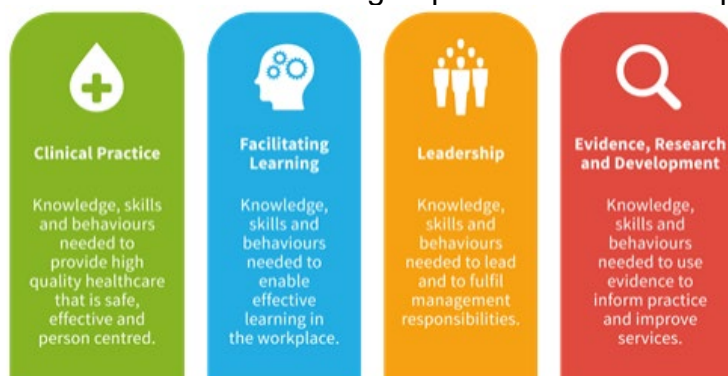 Clinical Practice
Knowledge, skills
and behaviours
needed to
provide high
quality healthcare
that is safe,
effective and
person centred.
Facilitating
Learning
Knowledge,
skills and
behaviours
needed to
enable
effective
learning in
the workplace.
Leadership
Knowledge,
skills and
behaviours
needed to lead
and to fulfil
management
responsibilities.
Evidence, Research
and Development
Knowledge,
skills and
behaviours
needed to use
evidence to
inform practice
and improve
services.